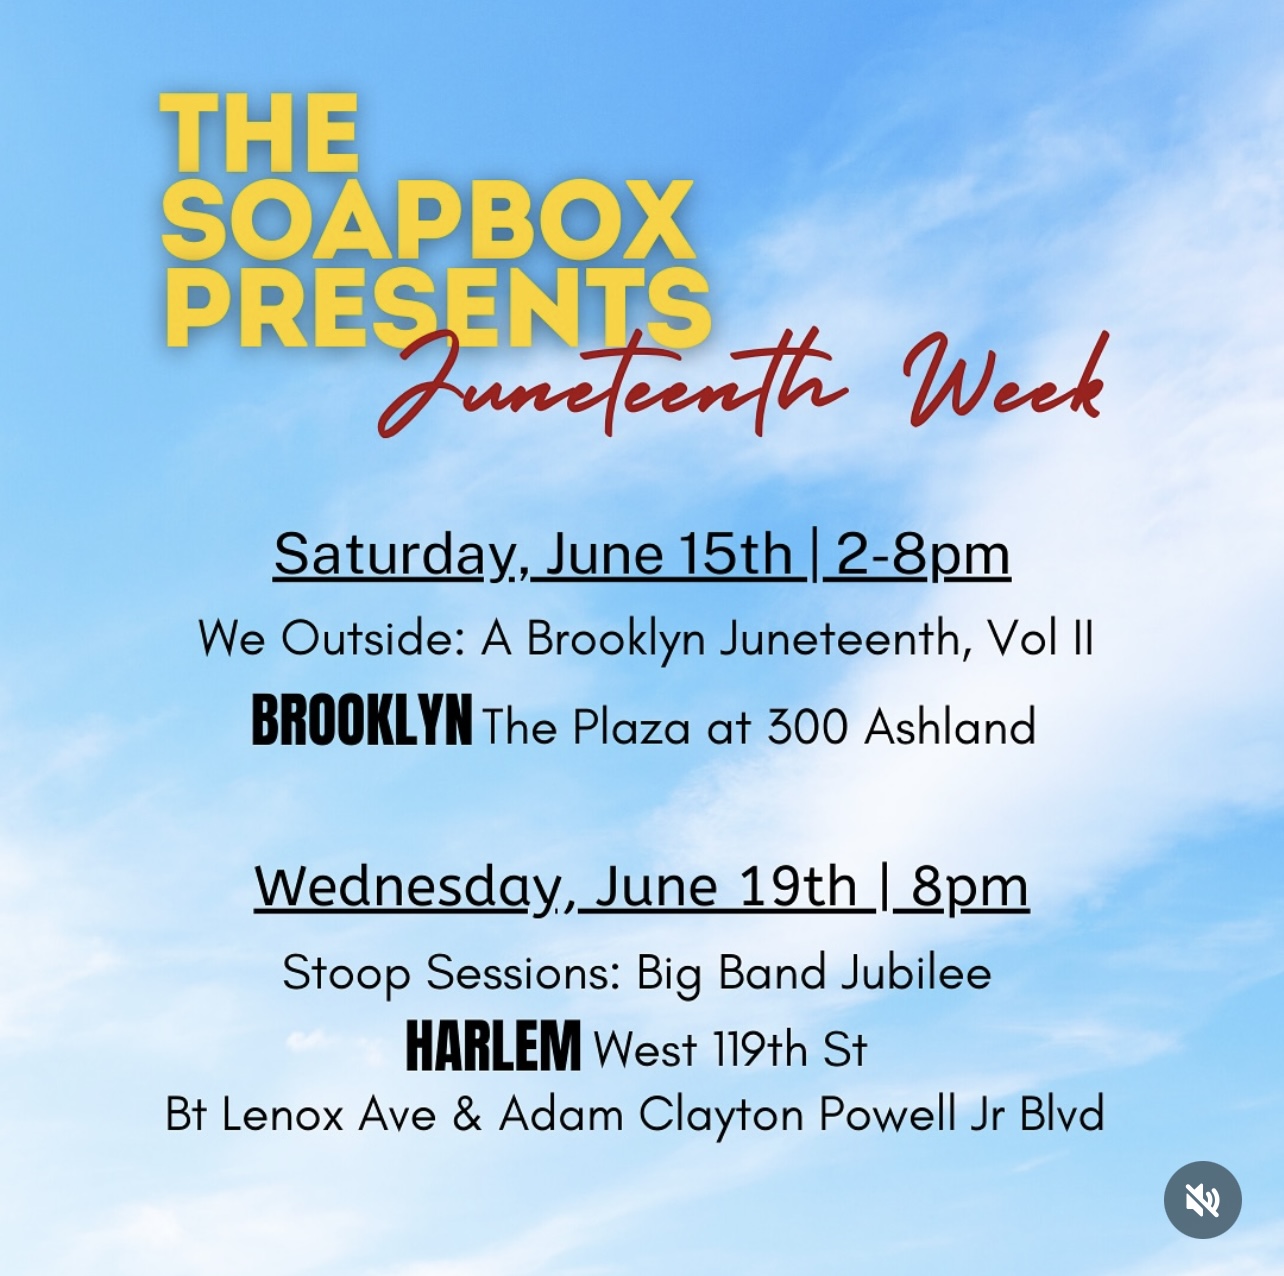 THE
SOAPBOX
PRESENTS
Juneteenth Week
Saturday, June 15th | 2-8pm
We Outside: A Brooklyn Juneteenth, Vol II
BROOKLYN The Plaza at 300 Ashland
Wednesday, June 19th | 8pm
Stoop Sessions: Big Band Jubilee
HARLEM West 119th St
Bt Lenox Ave & Adam Clayton Powell Jr Blvd